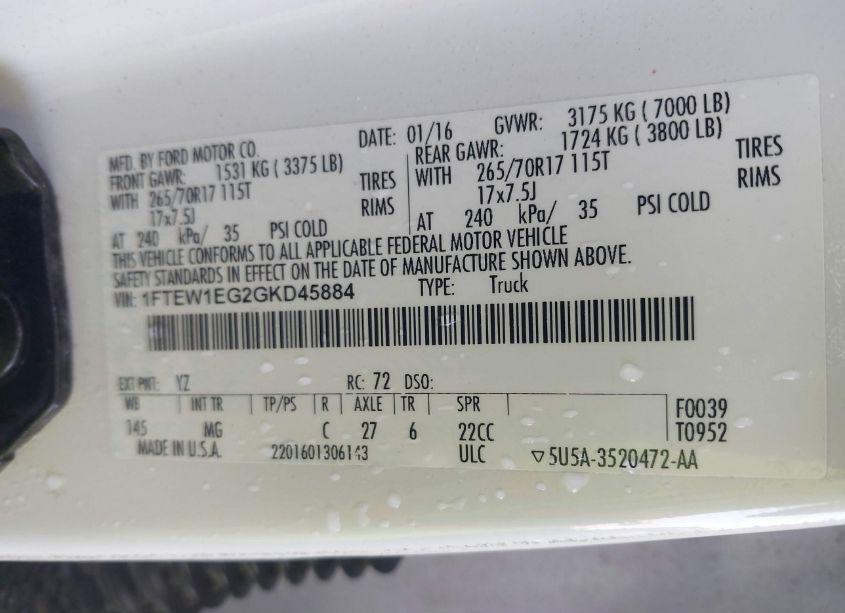 MFD. BY FORD MOTOR CO. DATE: 01/16 GVWR: 3175 KG ( 7000 LB)
FRONT GAWR: 1531 KG ( 3375 LB) REAR GAWR: 1724 KG ( 3800 LB)
WITH 265/70R17 115T TIRES WITH 265/70R17 115T TIRES
17x7.5J RIMS 17x7.5J RIMS
AT 240 kPa/ 35 PSI COLD AT 240 kPa/ 35 PSI COLD
THIS VEHICLE CONFORMS TO ALL APPLICABLE FEDERAL MOTOR VEHICLE
SAFETY STANDARDS IN EFFECT ON THE DATE OF MANUFACTURE SHOWN ABOVE.
VIN: 1FTEW1EG2GKD45884 TYPE: Truck
EXT PNT: YZ RC: 72 DSO:
WB INT TR TP/PS R AXLE TR SPR F0039
145 MG C 27 6 22CC T0952
MADE IN U.S.A. 2201601306143 ULC ▽5U5A-3520472-AA